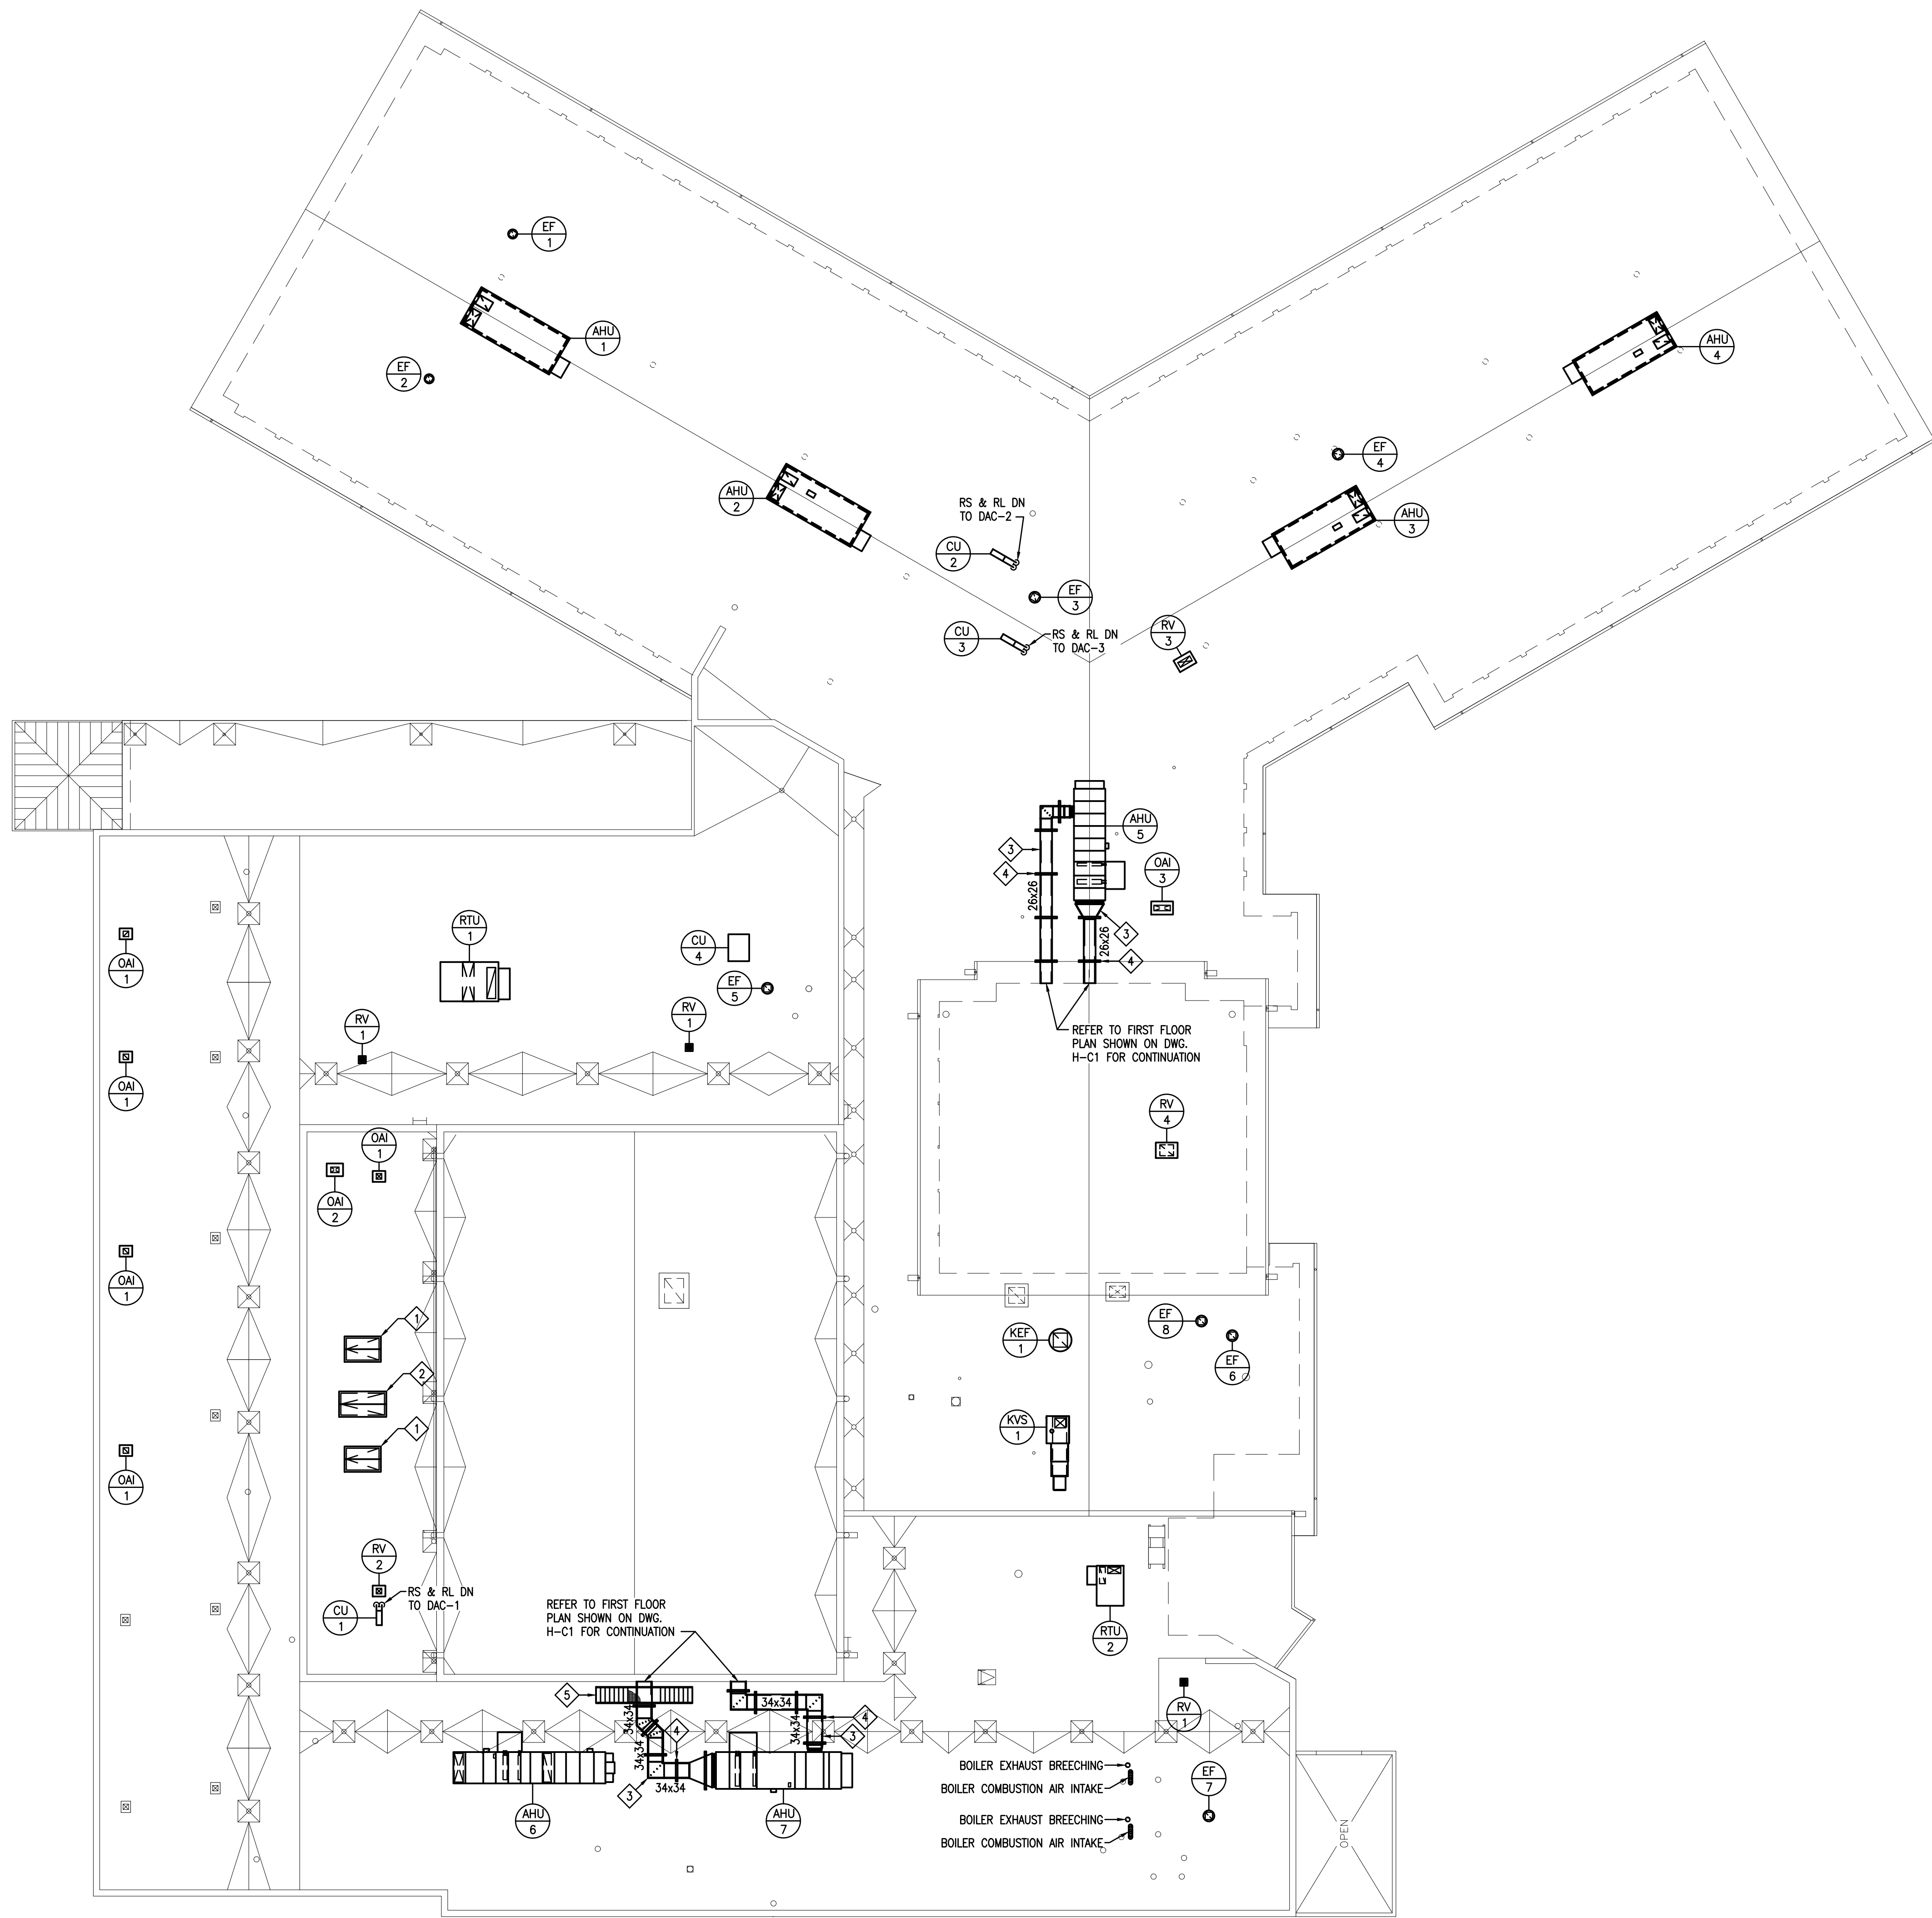 EF
1
AHU
1
EF
2
AHU
4
EF
4
AHU
2
RS & RL DN
TO DAC-2
AHU
3
CU
2
EF
3
CU
3
RS & RL DN
TO DAC-3
RV
3
AHU
5
3
4
26x26
OAI
3
3
26x26
4
RTU
1
CU
4
EF
5
OAI
1
RV
1
RV
1
REFER TO FIRST FLOOR
PLAN SHOWN ON DWG.
H-C1 FOR CONTINUATION
OAI
1
RV
4
OAI
1
OAI
2
OAI
1
1
EF
8
KEF
1
EF
6
2
1
KVS
1
OAI
1
RV
2
RS & RL DN
TO DAC-1
CU
1
REFER TO FIRST FLOOR
PLAN SHOWN ON DWG.
H-C1 FOR CONTINUATION
RTU
2
5
34x34
34x34
4
34x34
3
4
34x34
34x34
3
RV
1
AHU
6
AHU
7
BOILER EXHAUST BREECHING
BOILER COMBUSTION AIR INTAKE
EF
7
BOILER EXHAUST BREECHING
BOILER COMBUSTION AIR INTAKE
OPEN